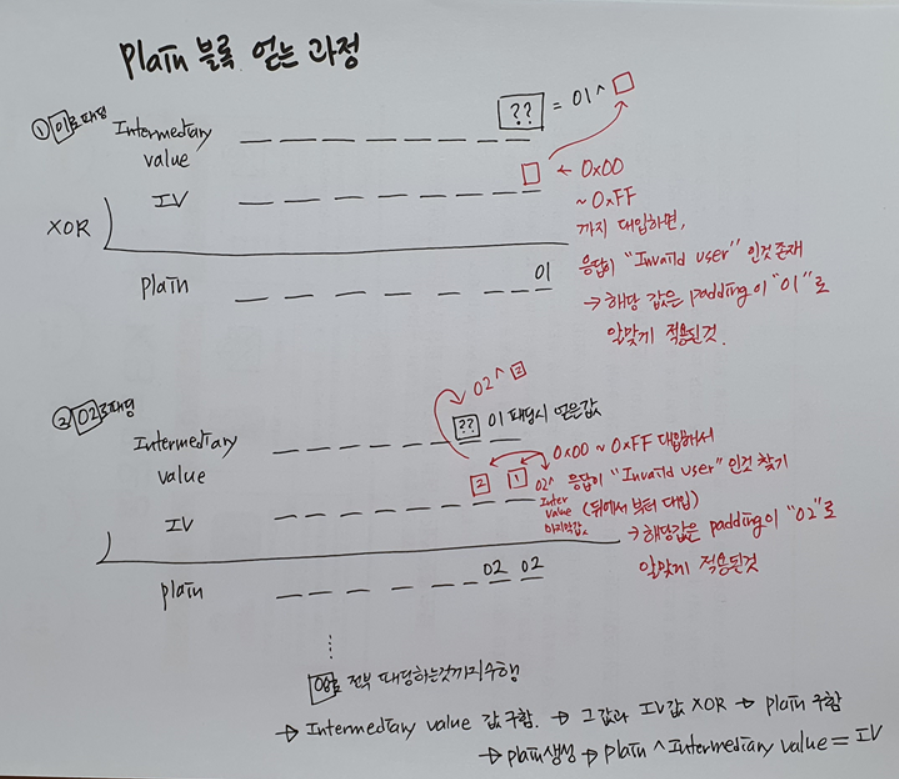 Plain 블록 얻는 과정
① 01로 패딩
Intermediary value
?? = 01 ^ □
IV
← 0x00
~ 0xFF
까지 대입하면,
응답이 "Invaild user" 인것 존재
→ 해당 값은 padding이 "01"로
알맞게 적용된것.
XOR
Plain
01
② 02로 패딩
02 ^ 2
Intermediary value
?? 01 패딩시 얻은값
0x00 ~ 0xFF 대입해서
응답이 "Invaild user" 인것 찾기
(뒤에서 부터 대입)
→ 해당값은 padding이 "02"로
알맞게 적용된것
2 1
02^
Inter
value
마지막값
IV
plain
02 02
08로 전부 패딩하는것까지 수행
→ Intermediary value 값 구함. → 그값과 IV값 XOR → plain 구함
→ plain생성 → plain ^ Intermediary value = IV